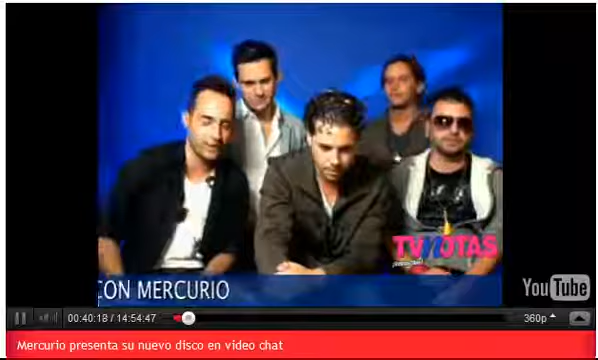 TVNOTAS
CON MERCURIO
YouTube
00:40:18 / 14:54:47
360p
Mercurio presenta su nuevo disco en video chat